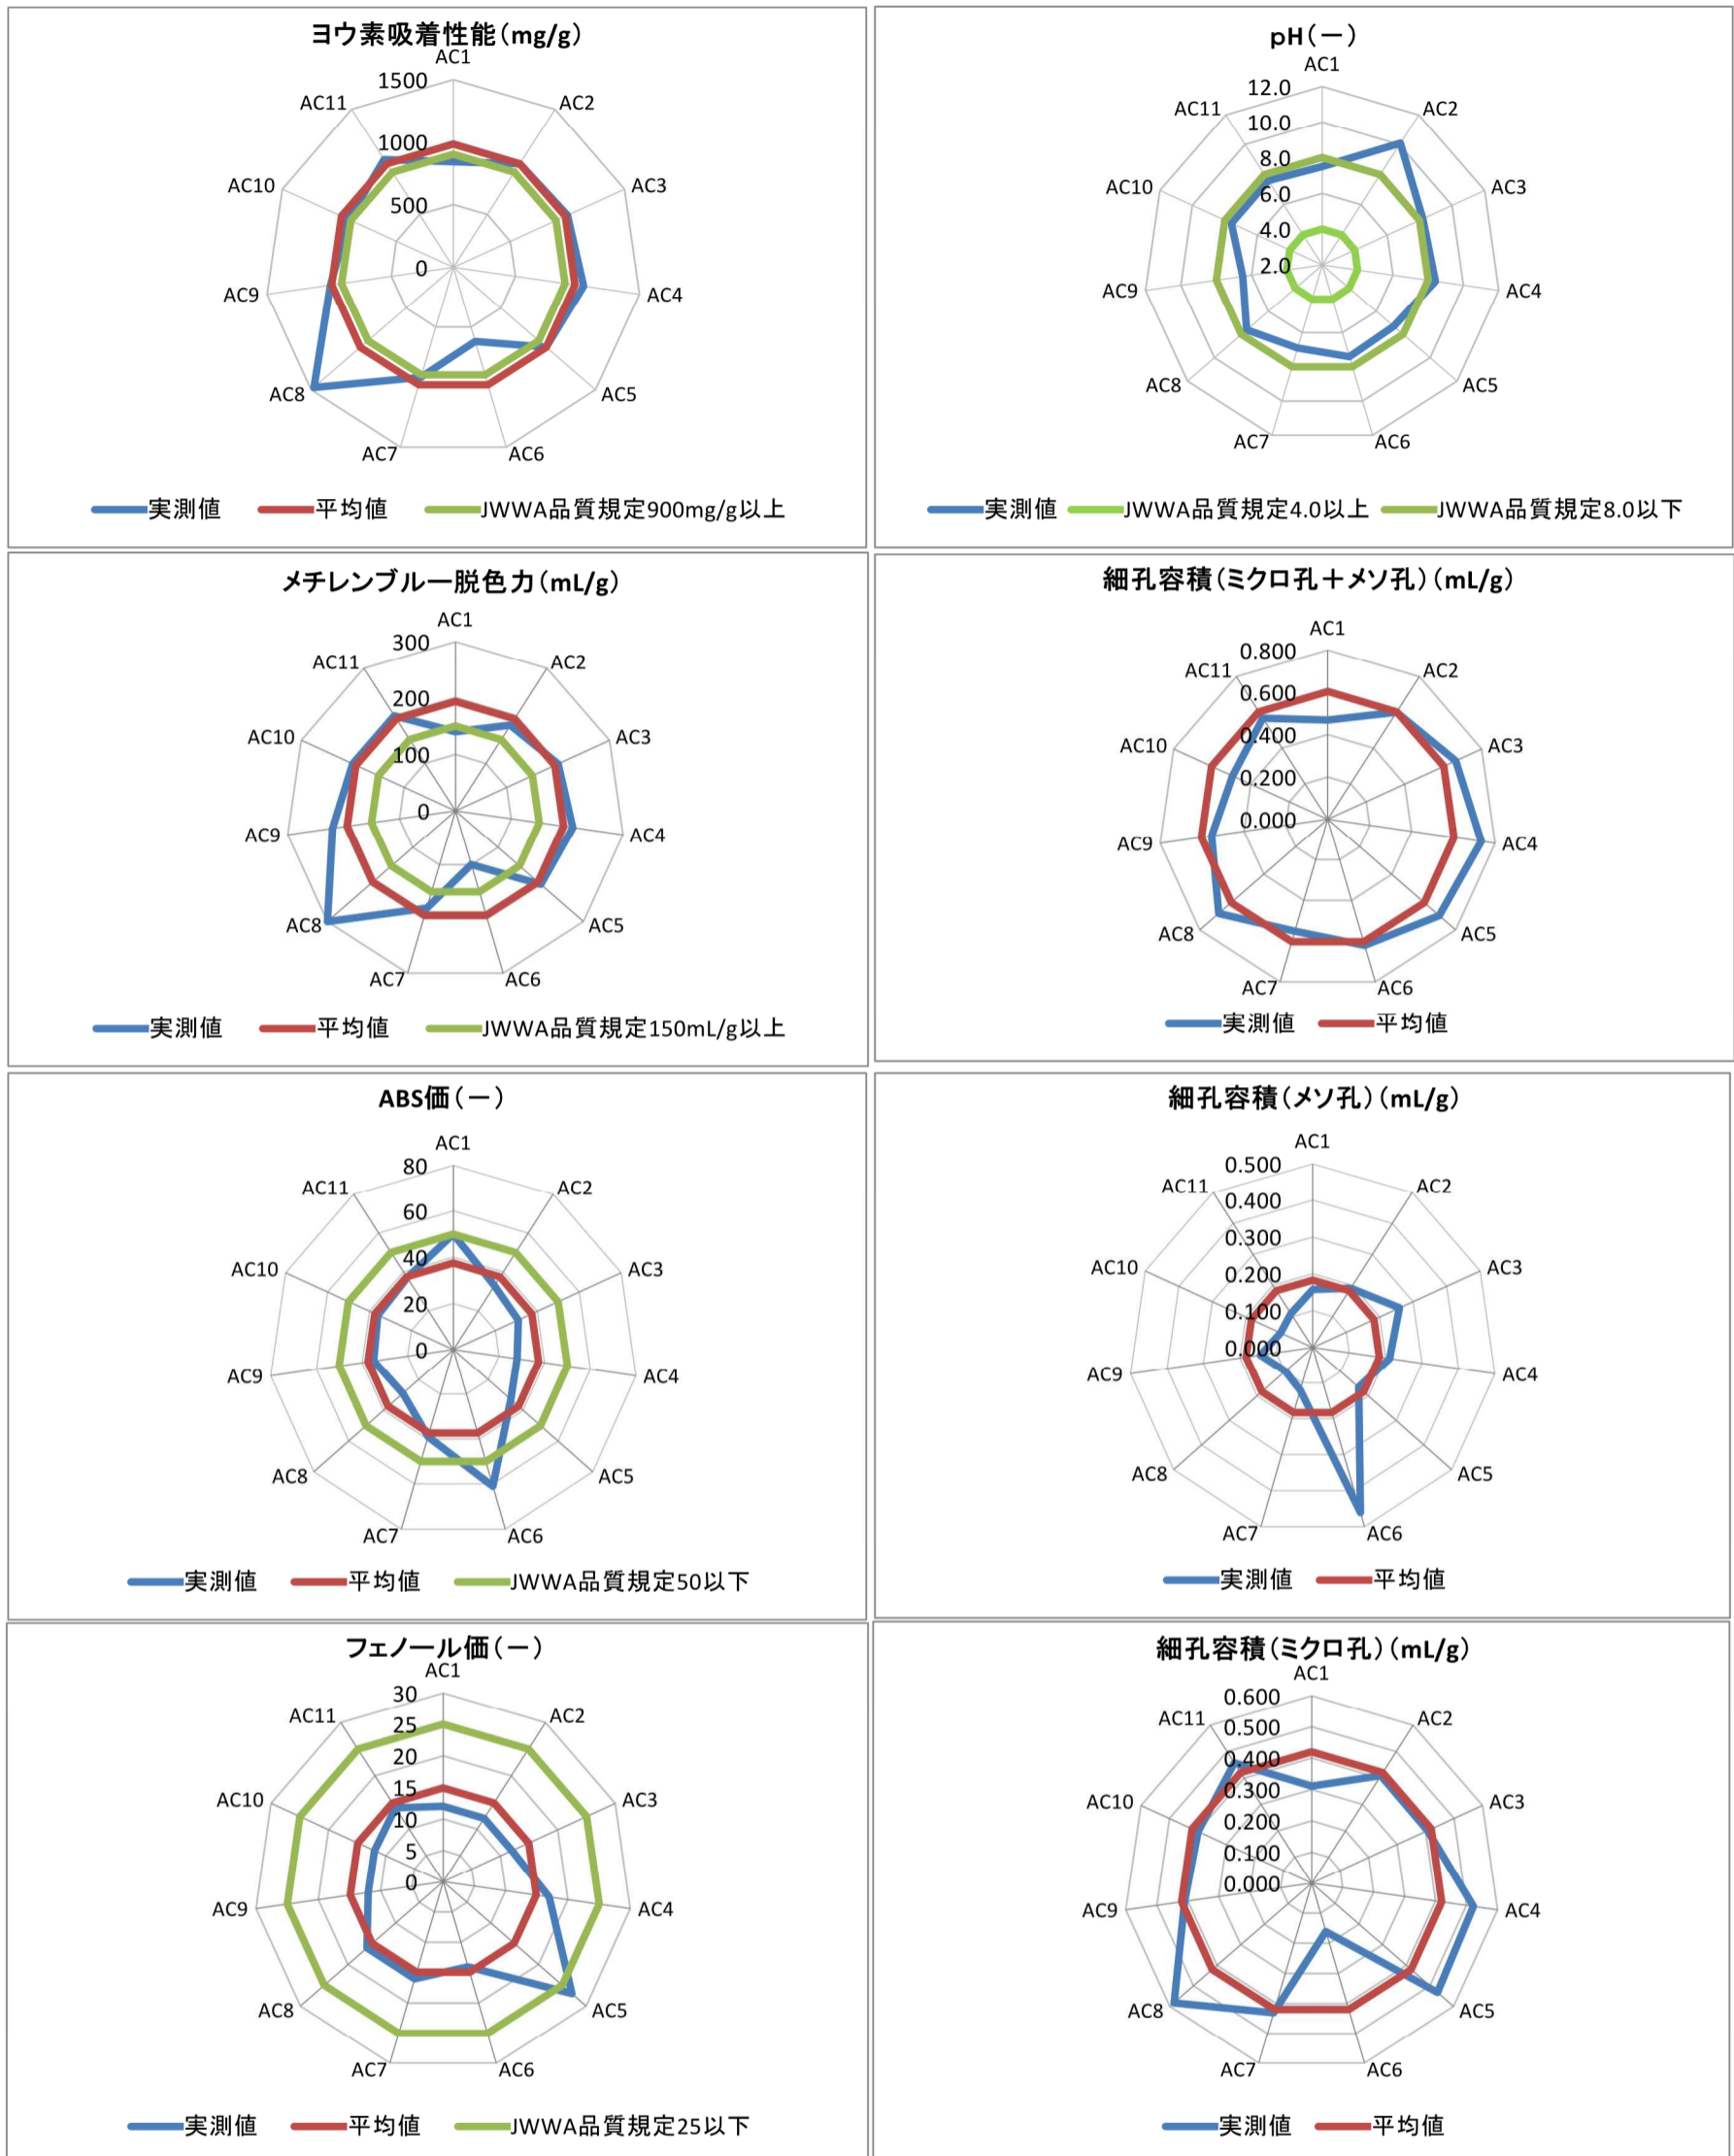 ヨウ素吸着性能(mg/g)
AC1
1500
AC11
AC2
1000
AC10
AC3
500
0
AC9
AC4
AC8
AC5
AC7
AC6
実測値 平均値 JWWA品質規定900mg/g以上
pH(ー)
AC1
12.0
AC11
AC2
10.0
8.0
AC10
AC3
6.0
4.0
2.0
AC9
AC4
AC8
AC5
AC7
AC6
実測値 JWWA品質規定4.0以上 JWWA品質規定8.0以下
メチレンブルー脱色力(mL/g)
AC1
300
AC11
AC2
200
AC10
AC3
100
0
AC9
AC4
AC8
AC5
AC7
AC6
実測値 平均値 JWWA品質規定150mL/g以上
細孔容積(ミクロ孔+メソ孔)(mL/g)
AC1
0.800
AC11
AC2
0.600
0.400
AC10
AC3
0.200
0.000
AC9
AC4
AC8
AC5
AC7
AC6
実測値 平均値
ABS価(ー)
AC1
80
AC11
AC2
60
40
AC10
AC3
20
0
AC9
AC4
AC8
AC5
AC7
AC6
実測値 平均値 JWWA品質規定50以下
細孔容積(メソ孔)(mL/g)
AC1
0.500
AC11
AC2
0.400
0.300
AC10
AC3
0.200
0.100
0.000
AC9
AC4
AC8
AC5
AC7
AC6
実測値 平均値
フェノール価(ー)
AC1
30
AC11
AC2
25
20
15
AC10
AC3
10
5
0
AC9
AC4
AC8
AC5
AC7
AC6
実測値 平均値 JWWA品質規定25以下
細孔容積(ミクロ孔)(mL/g)
AC1
0.600
AC11
AC2
0.500
0.400
0.300
AC10
AC3
0.200
0.100
0.000
AC9
AC4
AC8
AC5
AC7
AC6
実測値 平均値